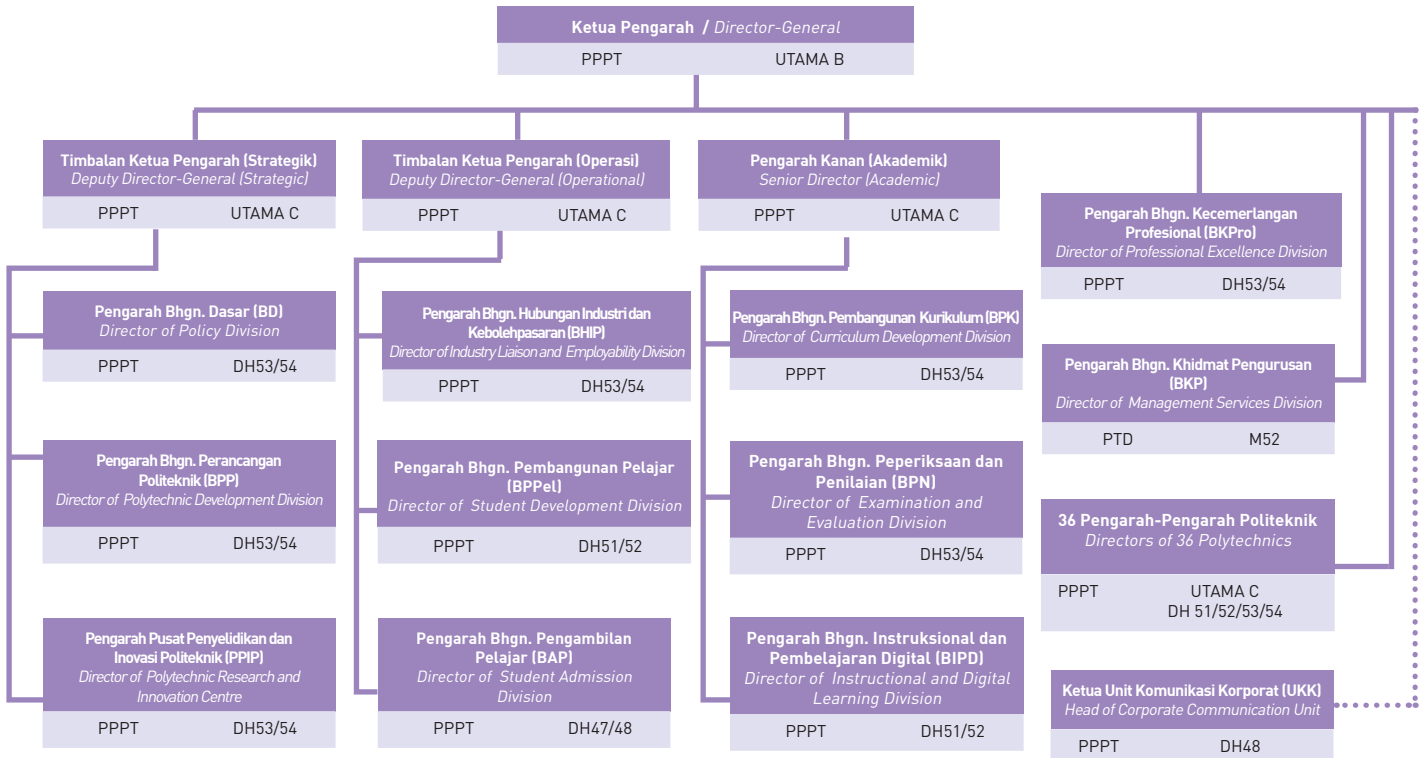 Ketua Pengarah / Director-General
PPPT UTAMA B
Timbalan Ketua Pengarah (Strategik)
Deputy Director-General (Strategic)
PPPT UTAMA C
Pengarah Bhgn. Dasar (BD)
Director of Policy Division
PPPT DH53/54
Pengarah Bhgn. Perancangan
Politeknik (BPP)
Director of Polytechnic Development Division
PPPT DH53/54
Pengarah Pusat Penyelidikan dan
Inovasi Politeknik (PPIP)
Director of Polytechnic Research and
Innovation Centre
PPPT DH53/54
Timbalan Ketua Pengarah (Operasi)
Deputy Director-General (Operational)
PPPT UTAMA C
Pengarah Bhgn. Hubungan Industri dan
Kebolehpasaran (BHIP)
Director of Industry Liaison and Employability Division
PPPT DH53/54
Pengarah Bhgn. Pembangunan Pelajar
(BPPel)
Director of Student Development Division
PPPT DH51/52
Pengarah Bhgn. Pengambilan
Pelajar (BAP)
Director of Student Admission
Division
PPPT DH47/48
Pengarah Kanan (Akademik)
Senior Director (Academic)
PPPT UTAMA C
Pengarah Bhgn. Pembangunan Kurikulum (BPK)
Director of Curriculum Development Division
PPPT DH53/54
Pengarah Bhgn. Peperiksaan dan
Penilaian (BPN)
Director of Examination and
Evaluation Division
PPPT DH53/54
Pengarah Bhgn. Instruksional dan
Pembelajaran Digital (BIPD)
Director of Instructional and Digital
Learning Division
PPPT DH51/52
Pengarah Bhgn. Kecemerlangan
Profesional (BKPro)
Director of Professional Excellence Division
PPPT DH53/54
Pengarah Bhgn. Khidmat Pengurusan
(BKP)
Director of Management Services Division
PTD M52
36 Pengarah-Pengarah Politeknik
Directors of 36 Polytechnics
PPPT UTAMA C
DH 51/52/53/54
Ketua Unit Komunikasi Korporat (UKK)
Head of Corporate Communication Unit
PPPT DH48